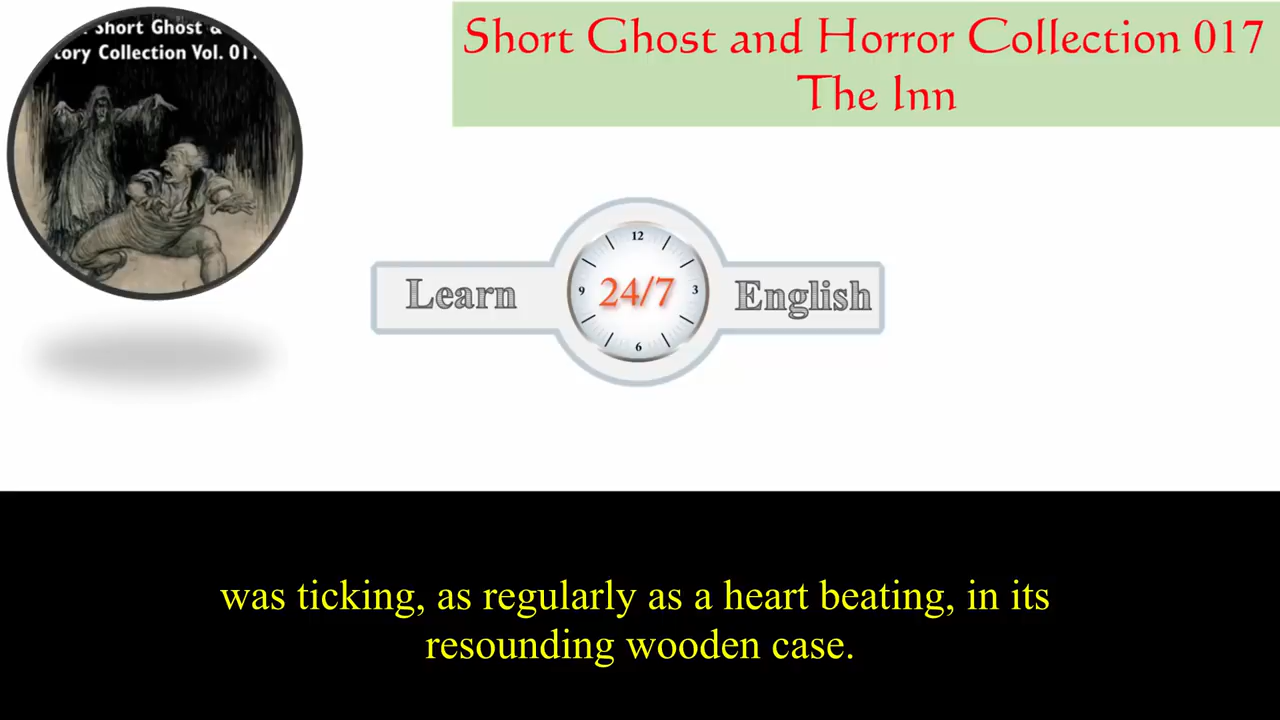 Short Ghost &
tory Collection Vol. 01
Short Ghost and Horror Collection 017
The Inn
Learn
24/7
English
12
9
3
6
was ticking, as regularly as a heart beating, in its
resounding wooden case.